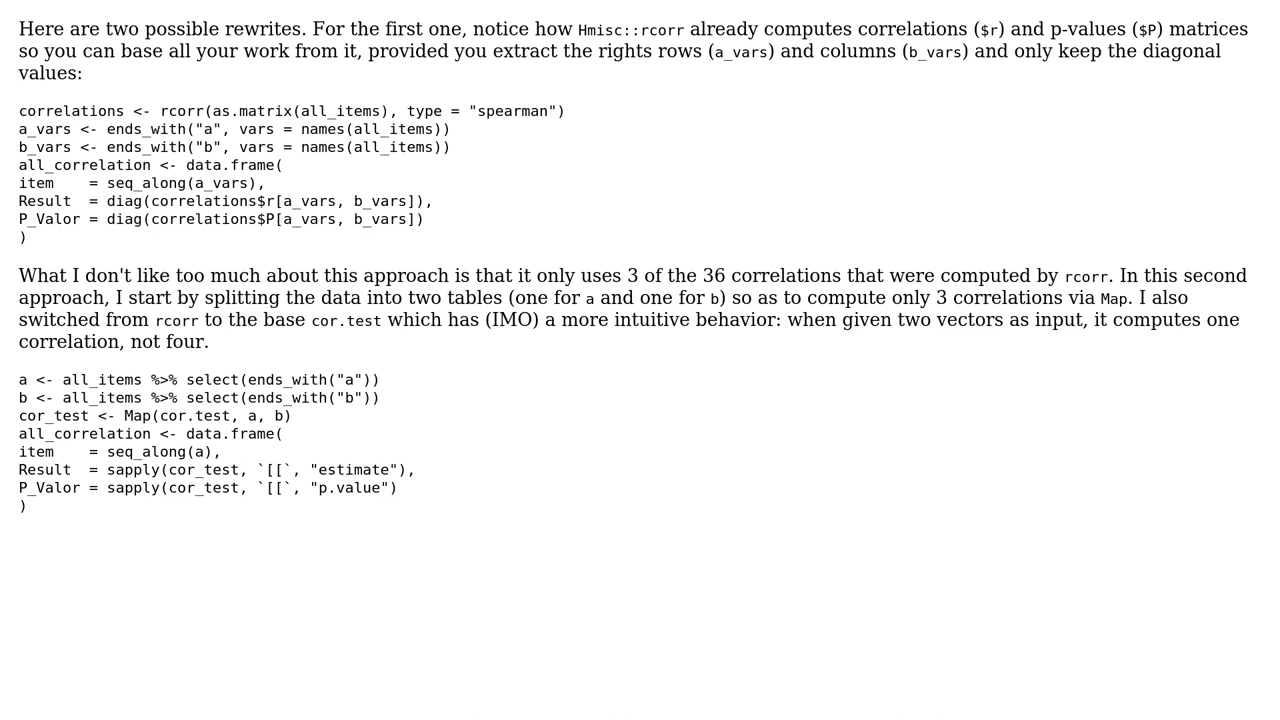 Here are two possible rewrites. For the first one, notice how Hmisc::rcorr already computes correlations ($r) and p-values ($P) matrices
so you can base all your work from it, provided you extract the rights rows (a_vars) and columns (b_vars) and only keep the diagonal
values:
correlations <- rcorr(as.matrix(all_items), type = "spearman")
a_vars <- ends_with("a", vars = names(all_items))
b_vars <- ends_with("b", vars = names(all_items))
all_correlation <- data.frame(
item    = seq_along(a_vars),
Result  = diag(correlations$r[a_vars, b_vars]),
P_Valor = diag(correlations$P[a_vars, b_vars])
)
What I don't like too much about this approach is that it only uses 3 of the 36 correlations that were computed by rcorr. In this second
approach, I start by splitting the data into two tables (one for a and one for b) so as to compute only 3 correlations via Map. I also
switched from rcorr to the base cor.test which has (IMO) a more intuitive behavior: when given two vectors as input, it computes one
correlation, not four.
a <- all_items %>% select(ends_with("a"))
b <- all_items %>% select(ends_with("b"))
cor_test <- Map(cor.test, a, b)
all_correlation <- data.frame(
item    = seq_along(a),
Result  = sapply(cor_test, `[[`, "estimate"),
P_Valor = sapply(cor_test, `[[`, "p.value")
)